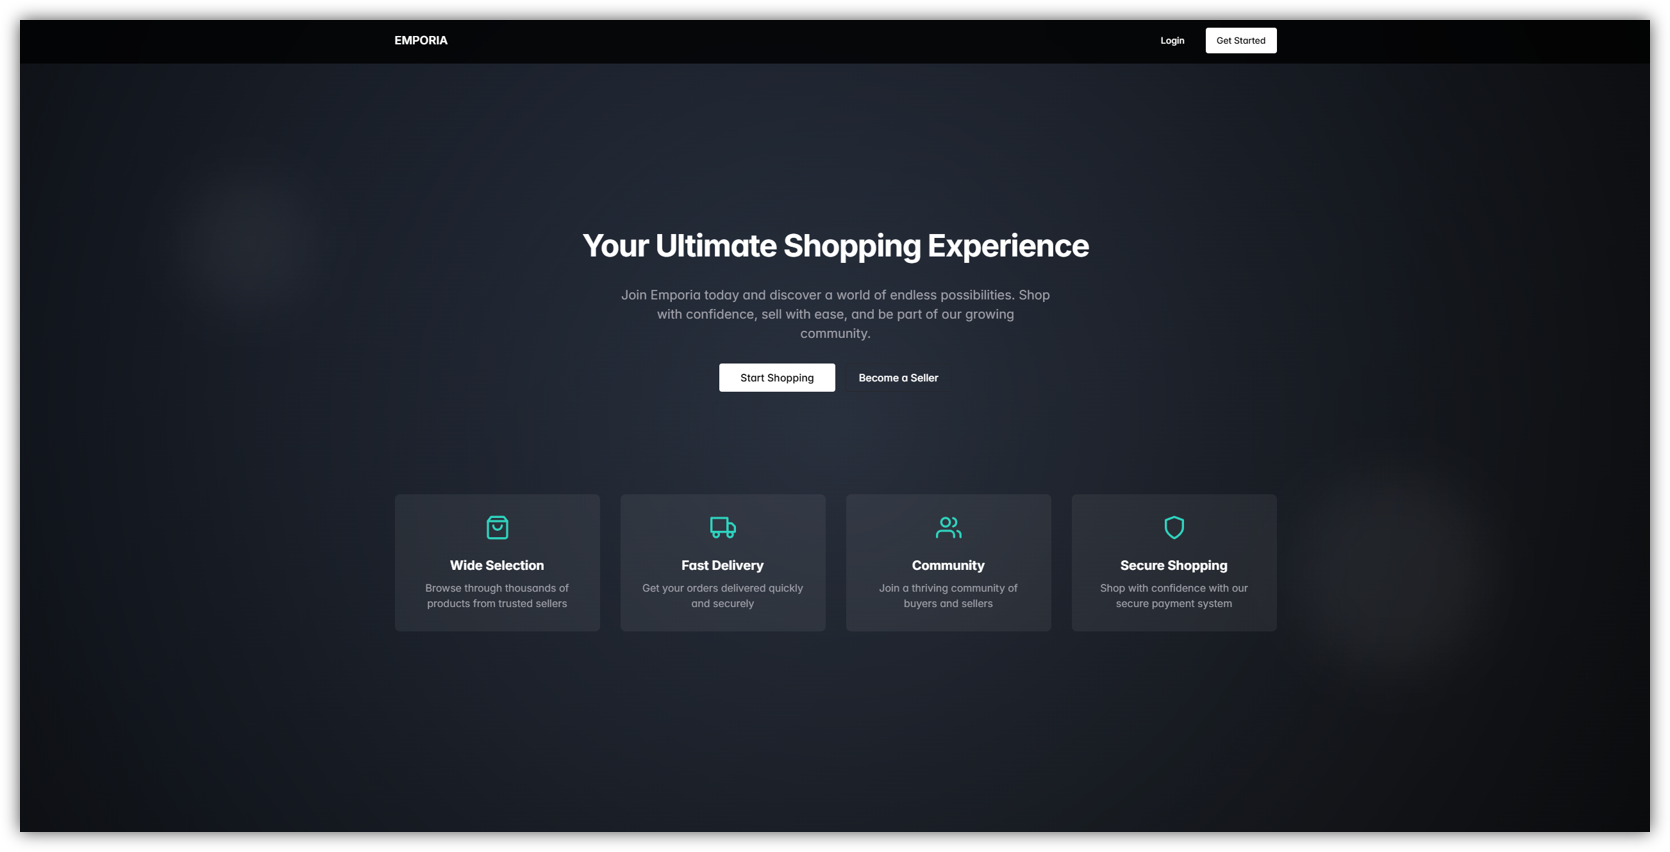 EMPORIA
Login
Get Started
Your Ultimate Shopping Experience
Join Emporia today and discover a world of endless possibilities. Shop
with confidence, sell with ease, and be part of our growing
community.
Start Shopping
Become a Seller
Wide Selection
Browse through thousands of
products from trusted sellers
Fast Delivery
Get your orders delivered quickly
and securely
Community
Join a thriving community of
buyers and sellers
Secure Shopping
Shop with confidence with our
secure payment system